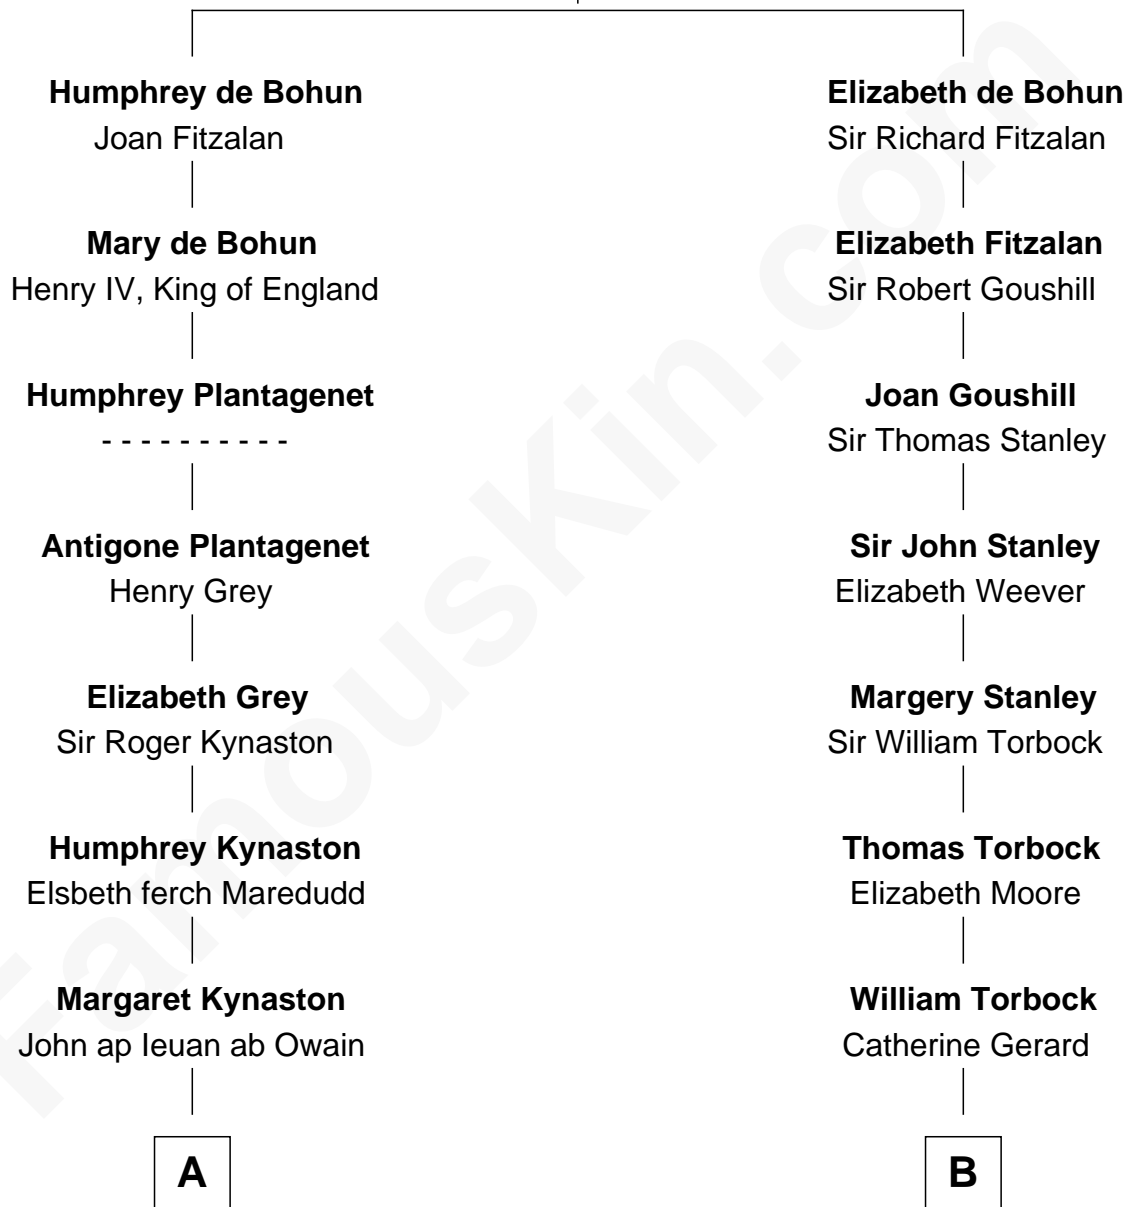 Humphrey de Bohun
Joan Fitzalan
Mary de Bohun
Henry IV, King of England
Humphrey Plantagenet
- - - - - - - - - -
Antigone Plantagenet
Henry Grey
Elizabeth Grey
Sir Roger Kynaston
Humphrey Kynaston
Elsbeth ferch Maredudd
Margaret Kynaston
John ap Ieuan ab Owain
A
Elizabeth de Bohun
Sir Richard Fitzalan
Elizabeth Fitzalan
Sir Robert Goushill
Joan Goushill
Sir Thomas Stanley
Sir John Stanley
Elizabeth Weever
Margery Stanley
Sir William Torbock
Thomas Torbock
Elizabeth Moore
William Torbock
Catherine Gerard
B
FamousKin.com